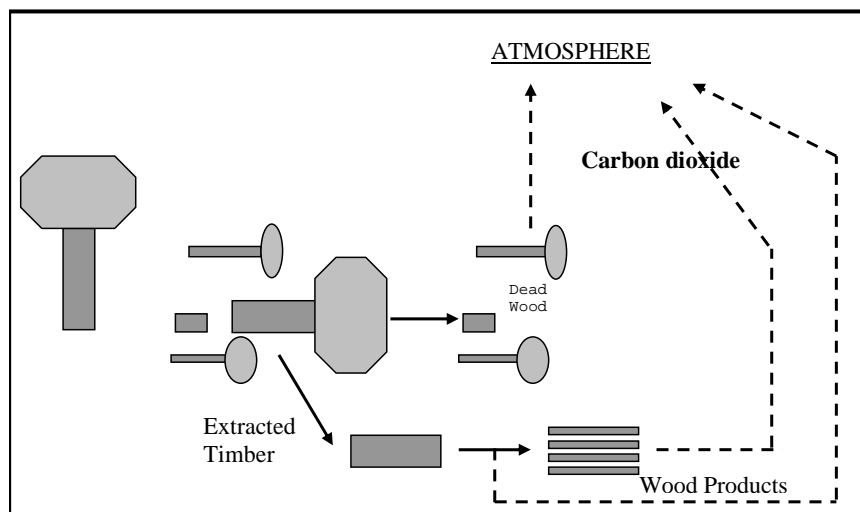 ATMOSPHERE
Carbon dioxide
Dead
Wood
Extracted
Timber
Wood Products